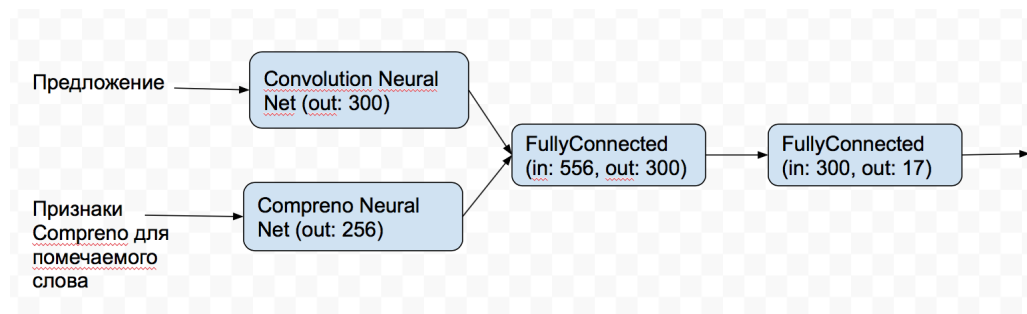 Предложение
Convolution Neural
Net (out: 300)
FullyConnected
(in: 556, out: 300)
FullyConnected
(in: 300, out: 17)
Признаки
Compreno для
помечаемого
слова
Compreno Neural
Net (out: 256)